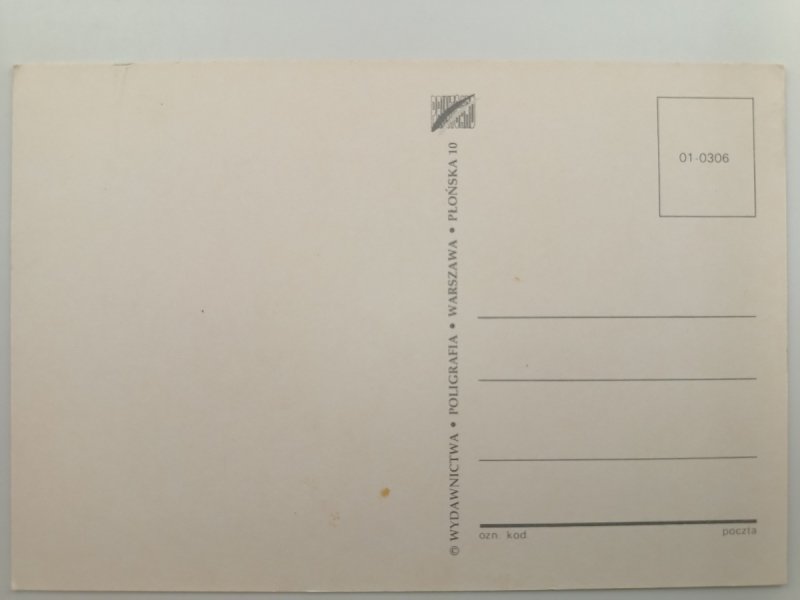 01-0306
© WYDAWNICTWA • POLIGRAFIA • WARSZAWA • PŁOŃSKA 10
ozn. kod
poczta